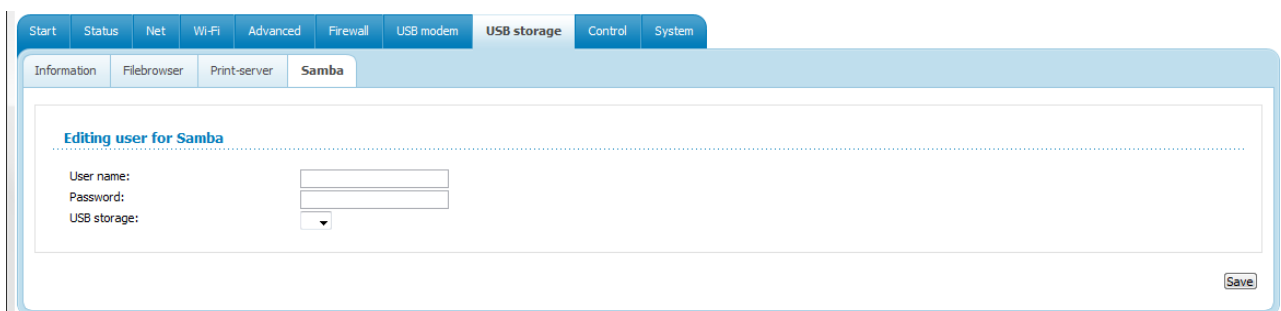 Start Status Net Wi-Fi Advanced Firewall USB modem USB storage Control System
Information Filebrowser Print-server Samba
Editing user for Samba
User name:
Password:
USB storage:
Save